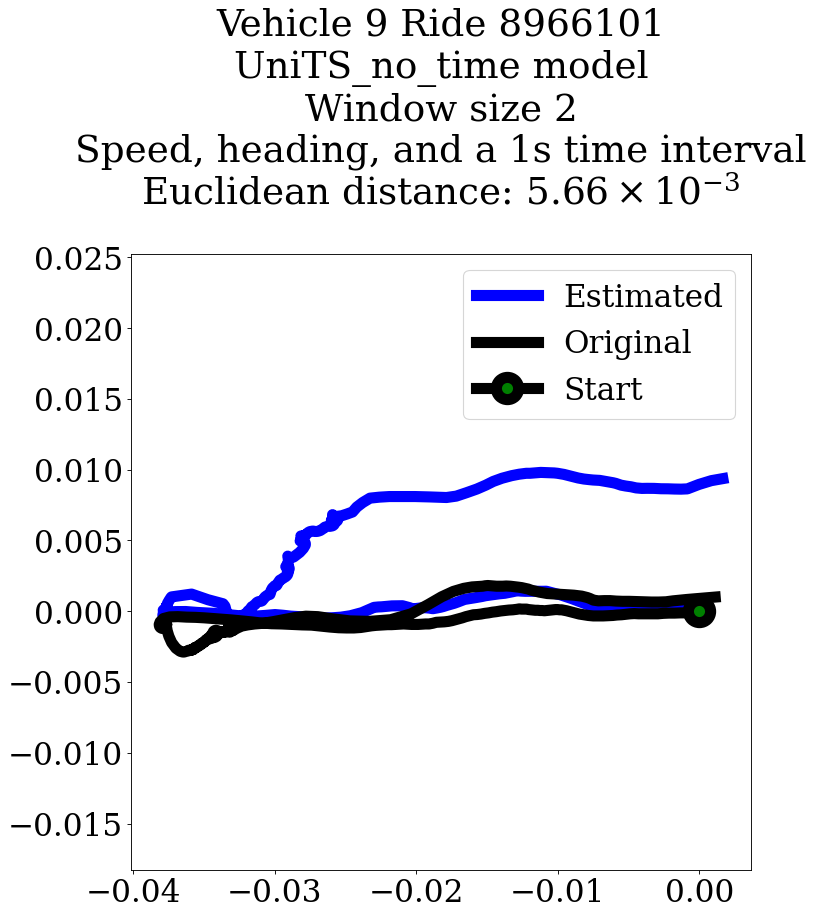 Vehicle 9 Ride 8966101
UniTS_no_time model
Window size 2
Speed, heading, and a 1s time interval
Euclidean distance: 5.66 × 10⁻³
Estimated
Original
Start
0.025
0.020
0.015
0.010
0.005
0.000
−0.005
−0.010
−0.015
−0.04 −0.03 −0.02 −0.01 0.00